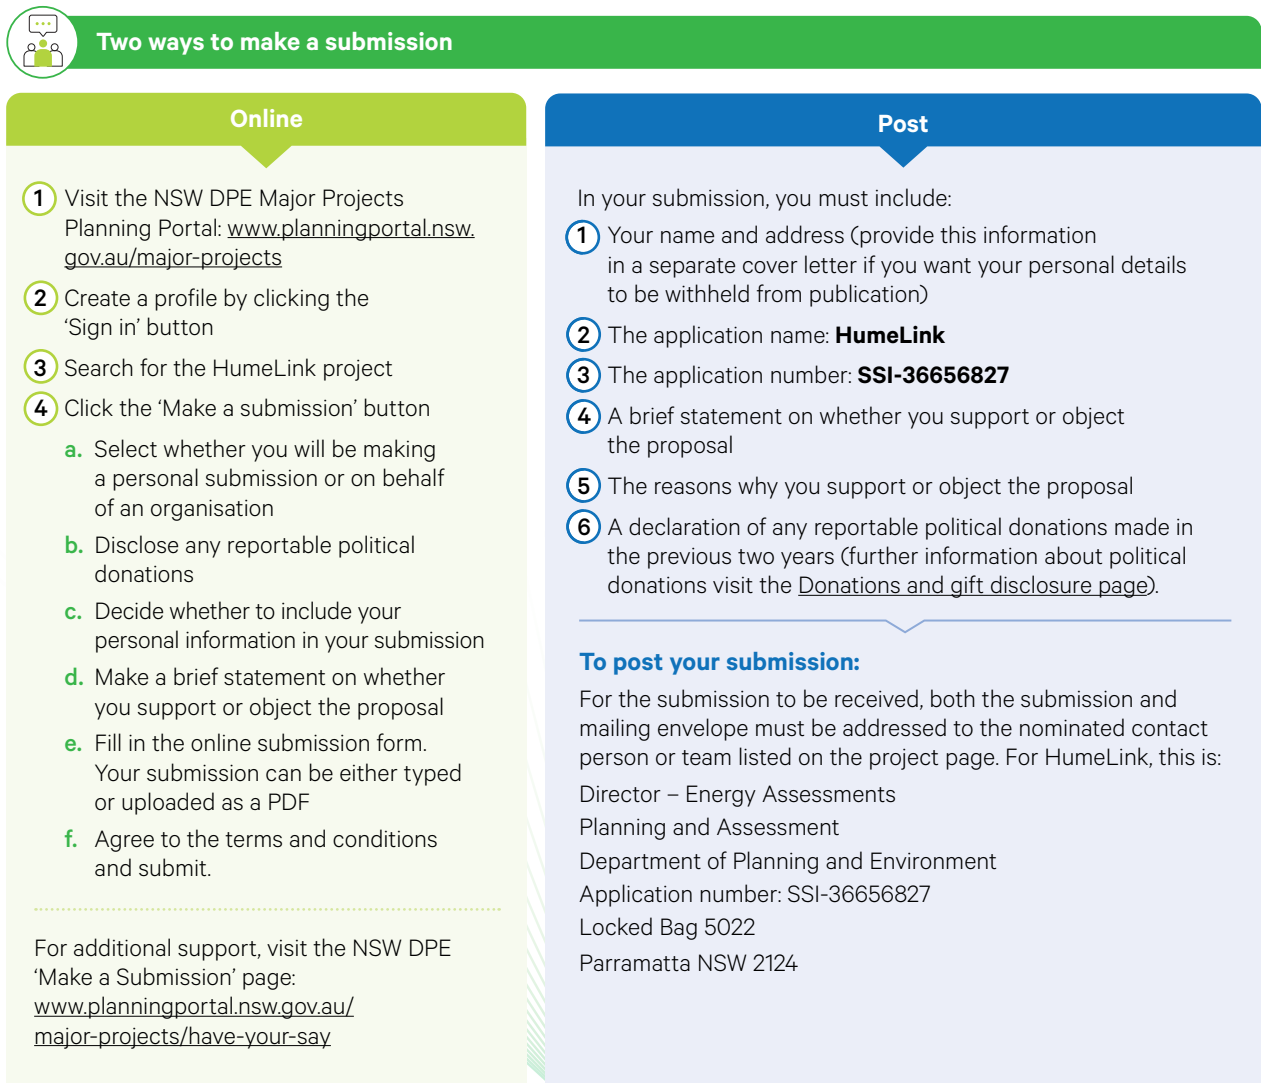 Two ways to make a submission
Online
1 Visit the NSW DPE Major Projects
Planning Portal: www.planningportal.nsw.
gov.au/major-projects
2 Create a profile by clicking the
‘Sign in’ button
3 Search for the HumeLink project
4 Click the ‘Make a submission’ button
a. Select whether you will be making
a personal submission or on behalf
of an organisation
b. Disclose any reportable political
donations
c. Decide whether to include your
personal information in your submission
d. Make a brief statement on whether
you support or object the proposal
e. Fill in the online submission form.
Your submission can be either typed
or uploaded as a PDF
f. Agree to the terms and conditions
and submit.
For additional support, visit the NSW DPE
‘Make a Submission’ page:
www.planningportal.nsw.gov.au/
major-projects/have-your-say
Post
In your submission, you must include:
1 Your name and address (provide this information
in a separate cover letter if you want your personal details
to be withheld from publication)
2 The application name: HumeLink
3 The application number: SSI-36656827
4 A brief statement on whether you support or object
the proposal
5 The reasons why you support or object the proposal
6 A declaration of any reportable political donations made in
the previous two years (further information about political
donations visit the Donations and gift disclosure page).
To post your submission:
For the submission to be received, both the submission and
mailing envelope must be addressed to the nominated contact
person or team listed on the project page. For HumeLink, this is:
Director – Energy Assessments
Planning and Assessment
Department of Planning and Environment
Application number: SSI-36656827
Locked Bag 5022
Parramatta NSW 2124